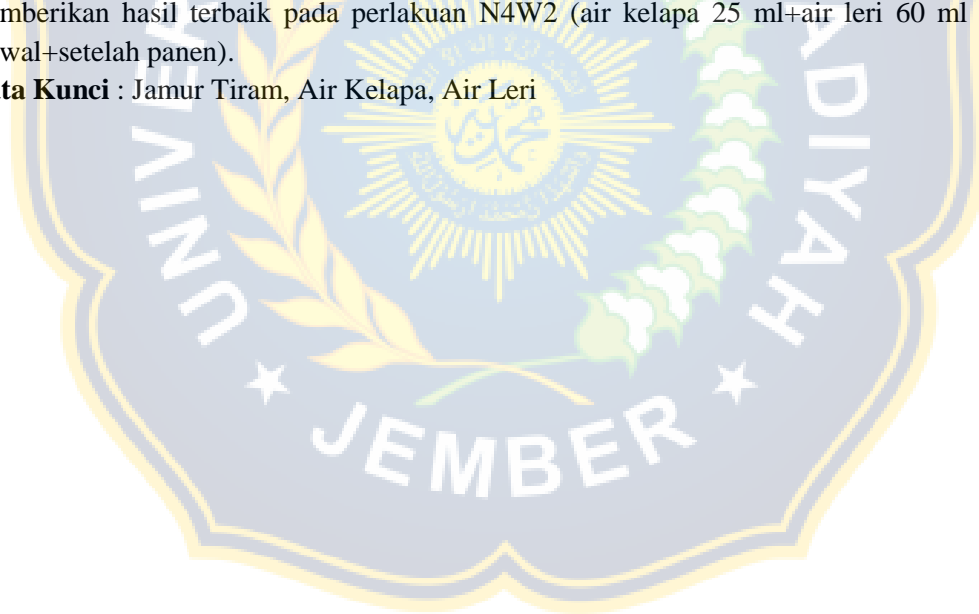 mberikan hasil terbaik pada perlakuan N4W2 (air kelapa 25 ml+air leri 60 ml
wal+setelah panen).
ta Kunci : Jamur Tiram, Air Kelapa, Air Leri
JEMBER